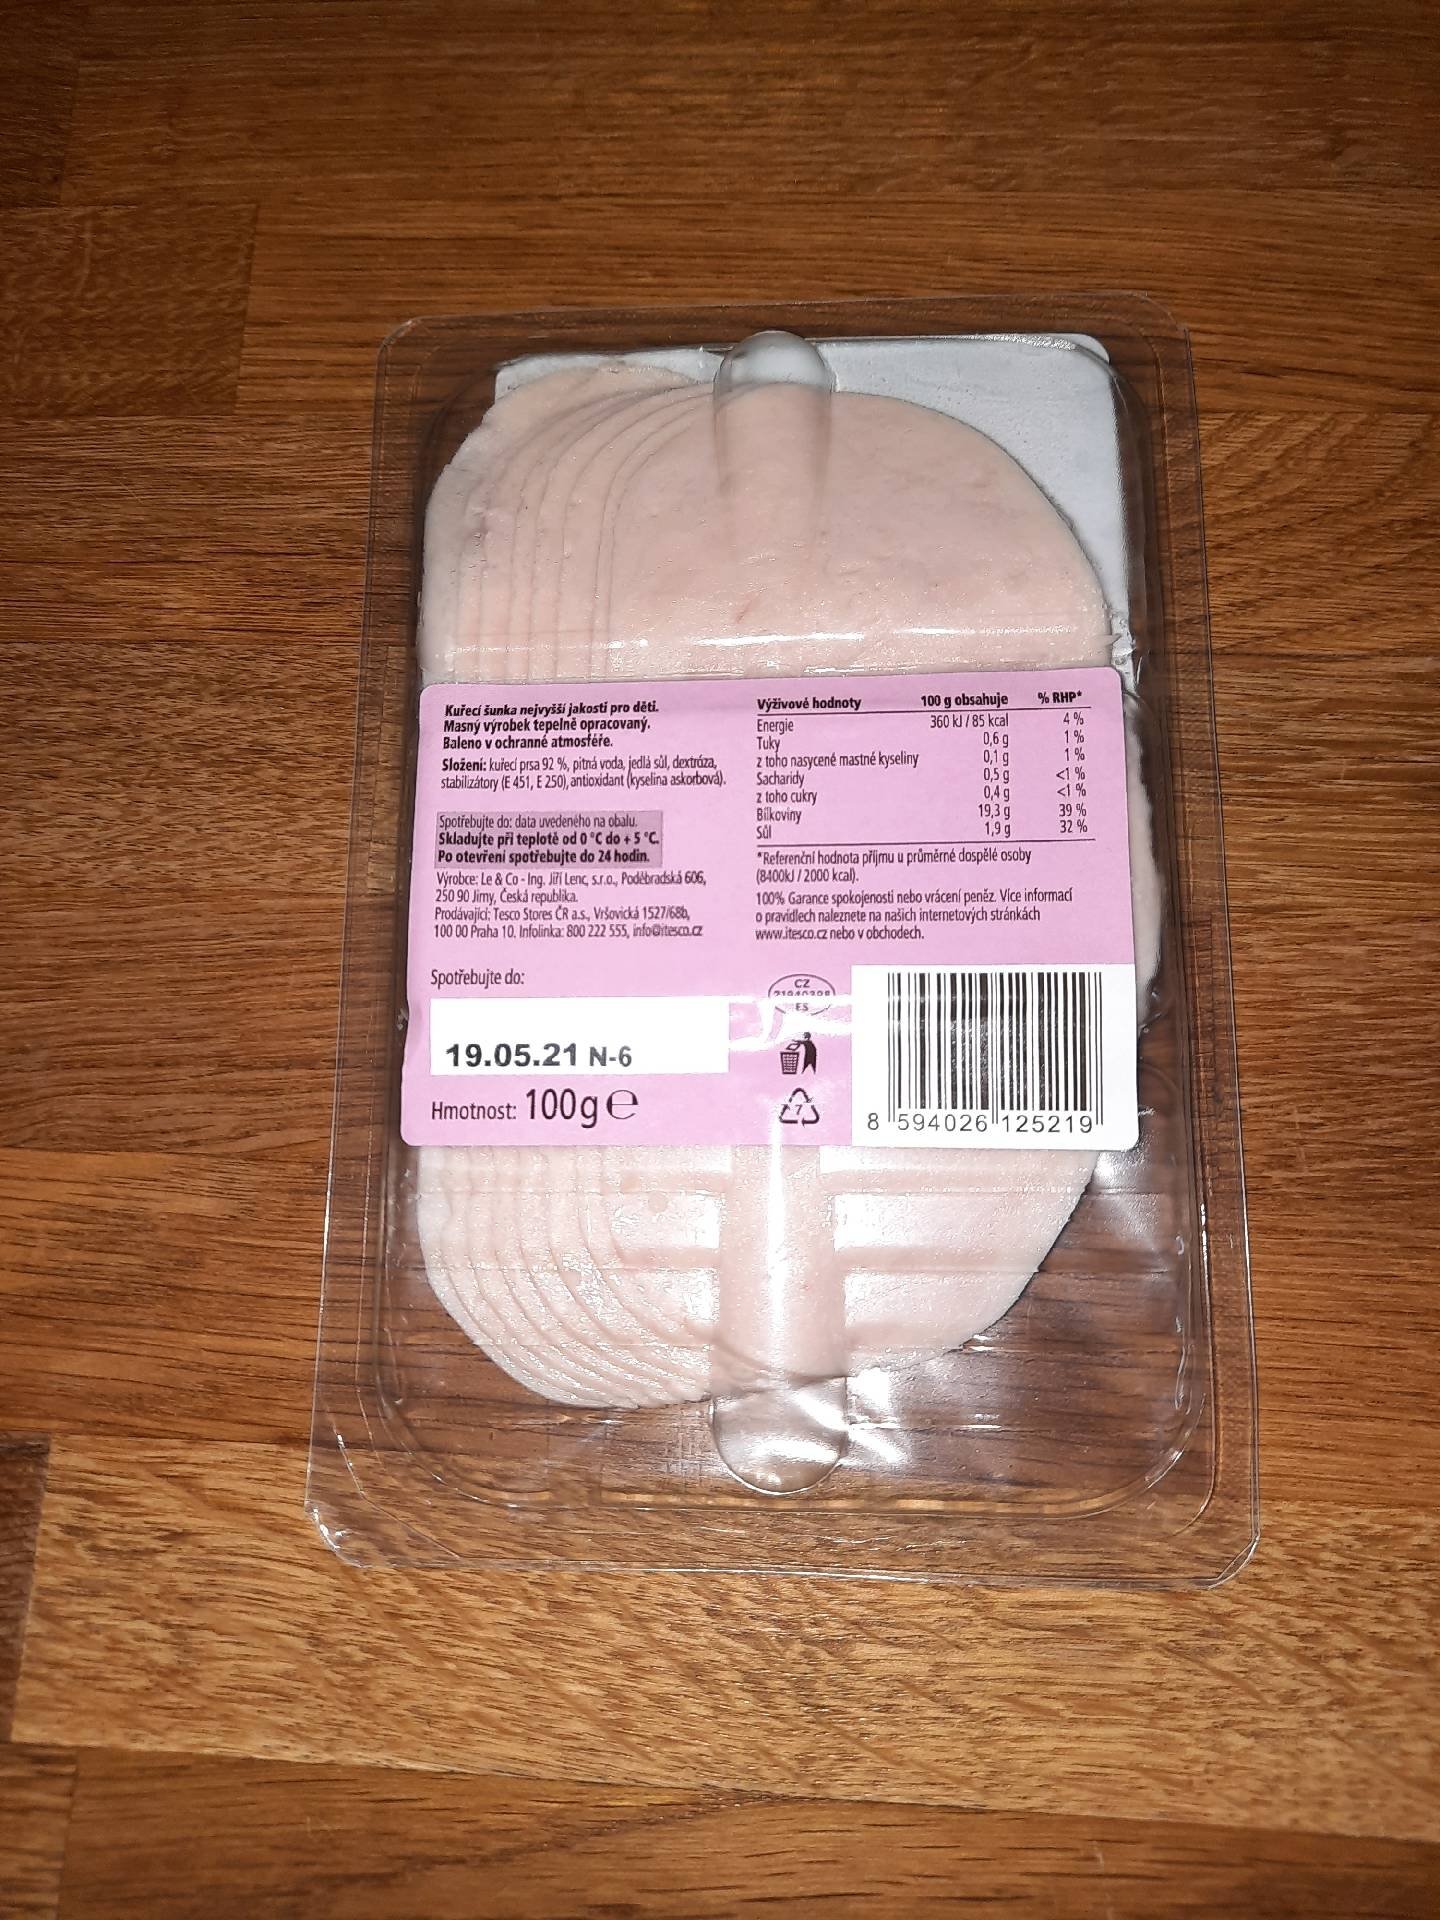 Kuřecí šunka nejvyšší jakosti pro děti.
Masný výrobek tepelně opracovaný.
Baleno v ochranné atmosféře.
Složení: kuřecí prsa 92 %, pitná voda, jedlá sůl, dextróza,
stabilizátory (E 451, E 250), antioxidant (kyselina askorbová).
Spotřebujte do: data uvedeného na obalu.
Skladujte při teplotě od 0 °C do + 5 °C.
Po otevření spotřebujte do 24 hodin.
Výrobce: Le & Co - Ing. Jiří Lenc, s.r.o., Poděbradská 606,
250 90 Jirny, Česká republika.
Prodávající: Tesco Stores ČR a.s., Vršovická 1527/68b,
100 00 Praha 10. Infolinka: 800 222 555, info@itesco.cz
Spotřebujte do:
19.05.21 N-6
Hmotnost: 100g e
Výživové hodnoty 100 g obsahuje % RHP*
Energie 360 kJ / 85 kcal 4 %
Tuky 0,6 g 1 %
z toho nasycené mastné kyseliny 0,1 g 1 %
Sacharidy 0,5 g <1 %
z toho cukry 0,4 g <1 %
Bílkoviny 19,3 g 39 %
Sůl 1,9 g 32 %
*Referenční hodnota příjmu u průměrné dospělé osoby
(8400kJ / 2000 kcal).
100% Garance spokojenosti nebo vrácení peněz. Více informací
o pravidlech naleznete na našich internetových stránkách
www.itesco.cz nebo v obchodech.
CZ
ES
7
8 594026 125219